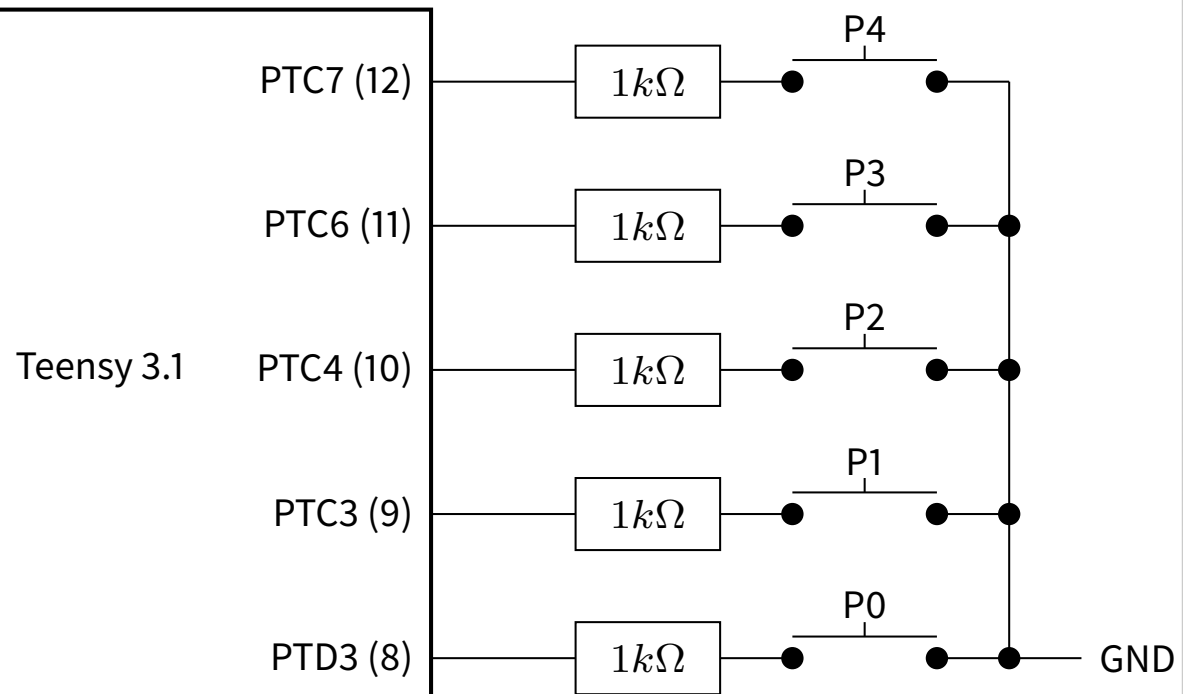 P4
PTC7 (12) 1kΩ
P3
PTC6 (11) 1kΩ
P2
Teensy 3.1 PTC4 (10) 1kΩ
P1
PTC3 (9) 1kΩ
P0
PTD3 (8) 1kΩ GND